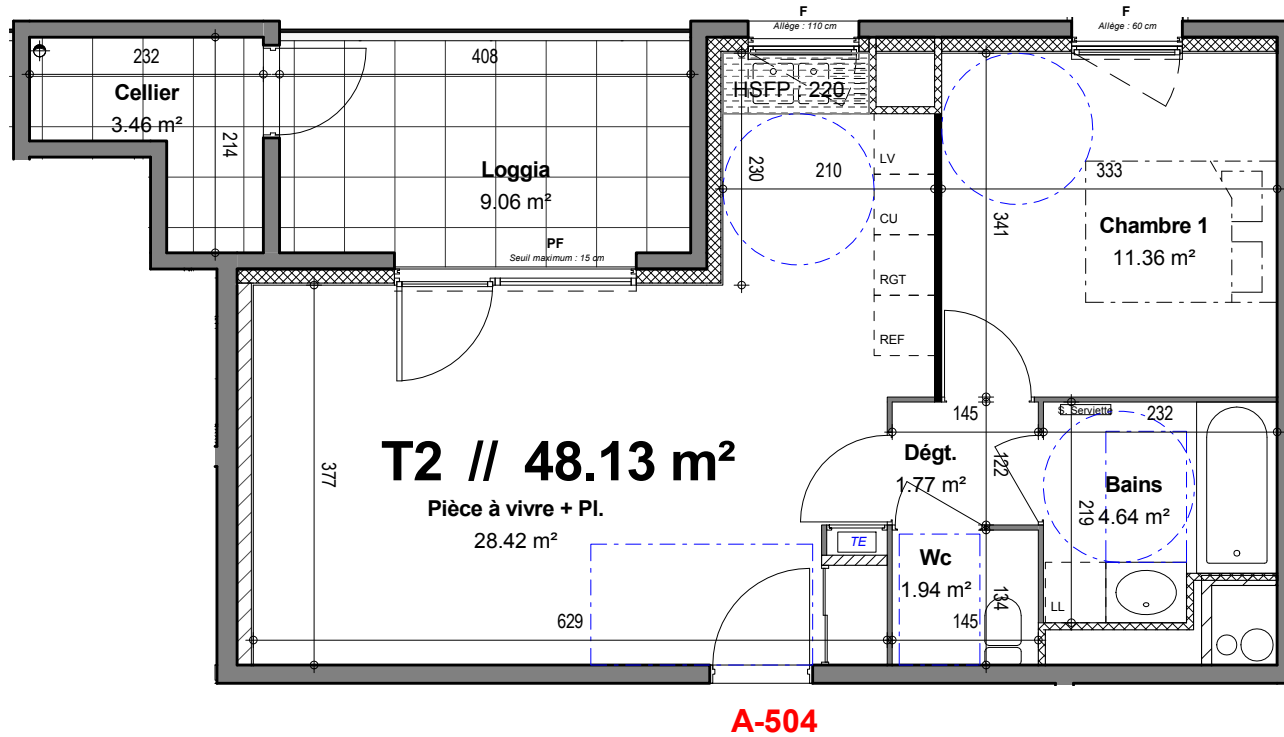 F
Allège : 110 cm
F
Allège : 60 cm
232
408
Cellier
3.46 m²
214
HSFP : 220
Loggia
9.06 m²
230
210
LV
333
341
CU
Chambre 1
11.36 m²
PF
Seuil maximum : 15 cm
RGT
REF
145
S. Serviette
232
377
T2 // 48.13 m²
Pièce à vivre + Pl.
28.42 m²
Dégt.
1.77 m²
122
Bains
4.64 m²
219
TE
Wc
1.94 m²
134
LL
629
145
A-504